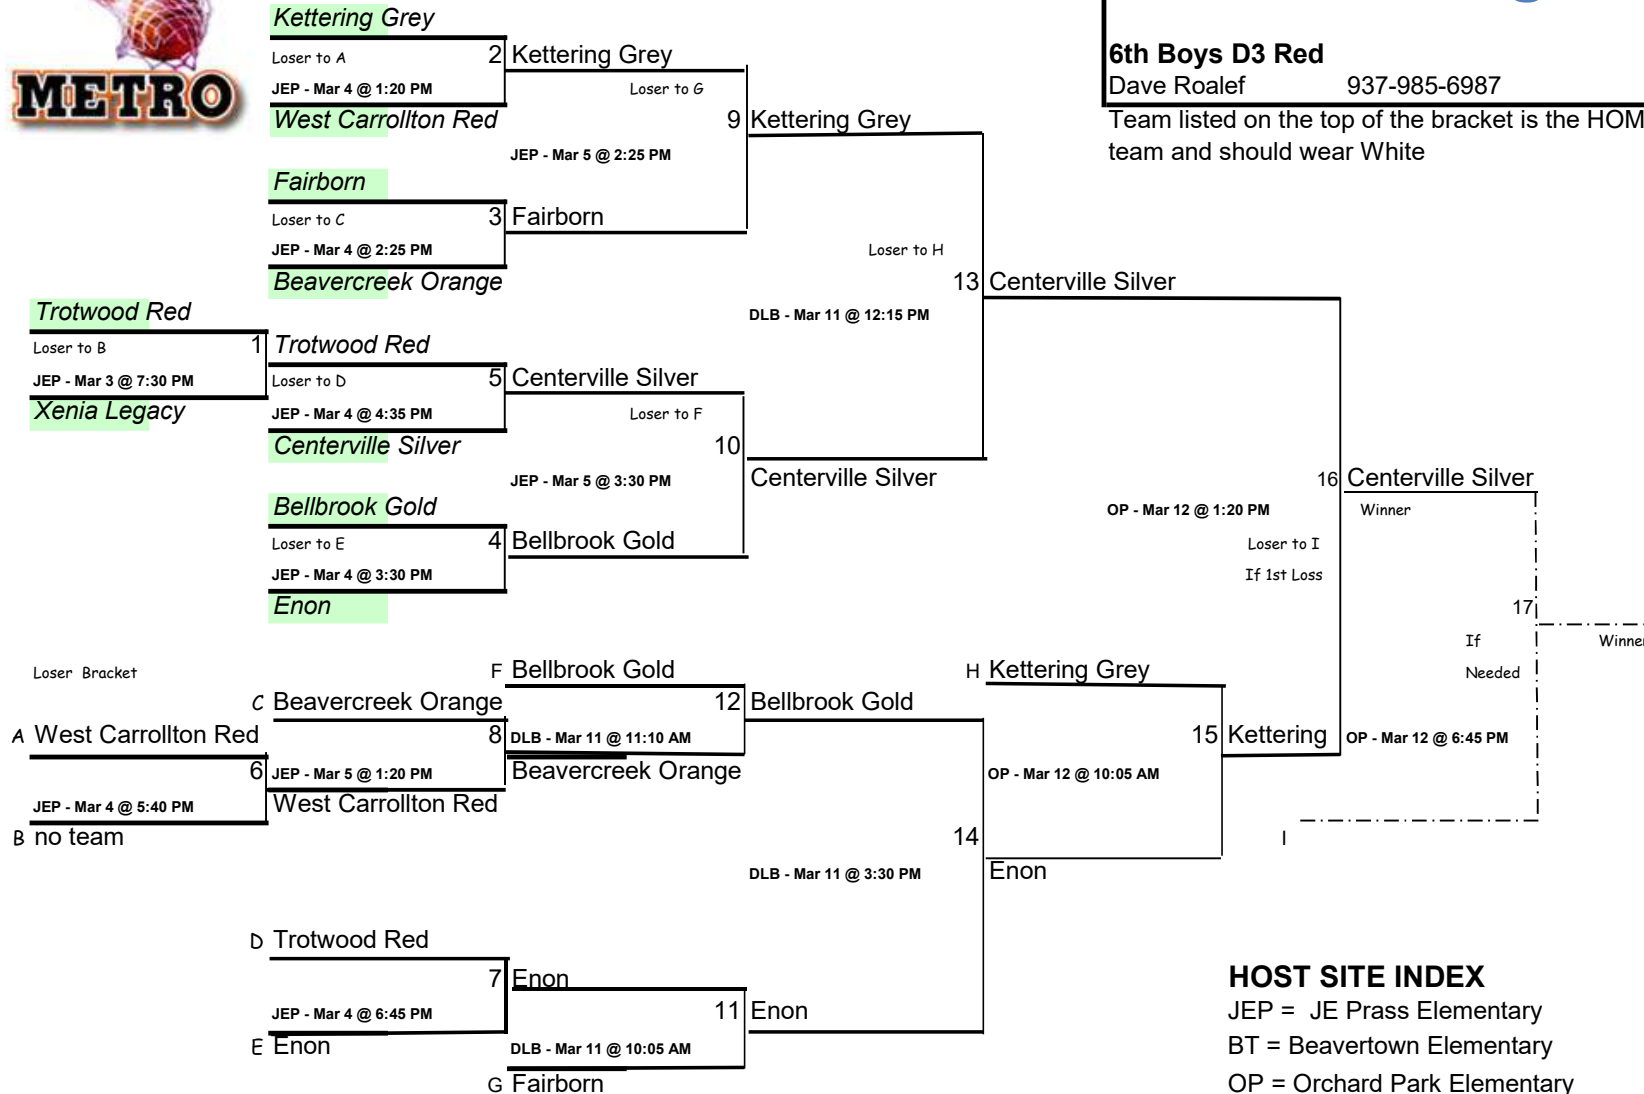 METRO
Kettering Grey
Loser to A
2
Kettering Grey
JEP - Mar 4 @ 1:20 PM
Loser to G
West Carrollton Red
9
Kettering Grey
JEP - Mar 5 @ 2:25 PM
6th Boys D3 Red
Dave Roalef 937-985-6987
Team listed on the top of the bracket is the HOM
team and should wear White
Fairborn
Loser to C
3
Fairborn
JEP - Mar 4 @ 2:25 PM
Loser to H
Beavercreek Orange
13
Centerville Silver
DLB - Mar 11 @ 12:15 PM
Trotwood Red
Loser to B
1
Trotwood Red
JEP - Mar 3 @ 7:30 PM
Loser to D
5
Centerville Silver
Xenia Legacy
JEP - Mar 4 @ 4:35 PM
Loser to F
Centerville Silver
10
JEP - Mar 5 @ 3:30 PM
Centerville Silver
16
Centerville Silver
Bellbrook Gold
OP - Mar 12 @ 1:20 PM
Winner
Loser to E
4
Bellbrook Gold
Loser to I
JEP - Mar 4 @ 3:30 PM
If 1st Loss
Enon
17
If
Needed
Winner
Loser Bracket
F Bellbrook Gold
H Kettering Grey
C Beavercreek Orange
12
Bellbrook Gold
A West Carrollton Red
8
DLB - Mar 11 @ 11:10 AM
15
Kettering
OP - Mar 12 @ 6:45 PM
6
JEP - Mar 5 @ 1:20 PM
Beavercreek Orange
OP - Mar 12 @ 10:05 AM
JEP - Mar 4 @ 5:40 PM
West Carrollton Red
B no team
14
I
DLB - Mar 11 @ 3:30 PM
Enon
D Trotwood Red
7
Enon
JEP - Mar 4 @ 6:45 PM
11
Enon
E Enon
DLB - Mar 11 @ 10:05 AM
G Fairborn
HOST SITE INDEX
JEP = JE Prass Elementary
BT = Beavertown Elementary
OP = Orchard Park Elementary